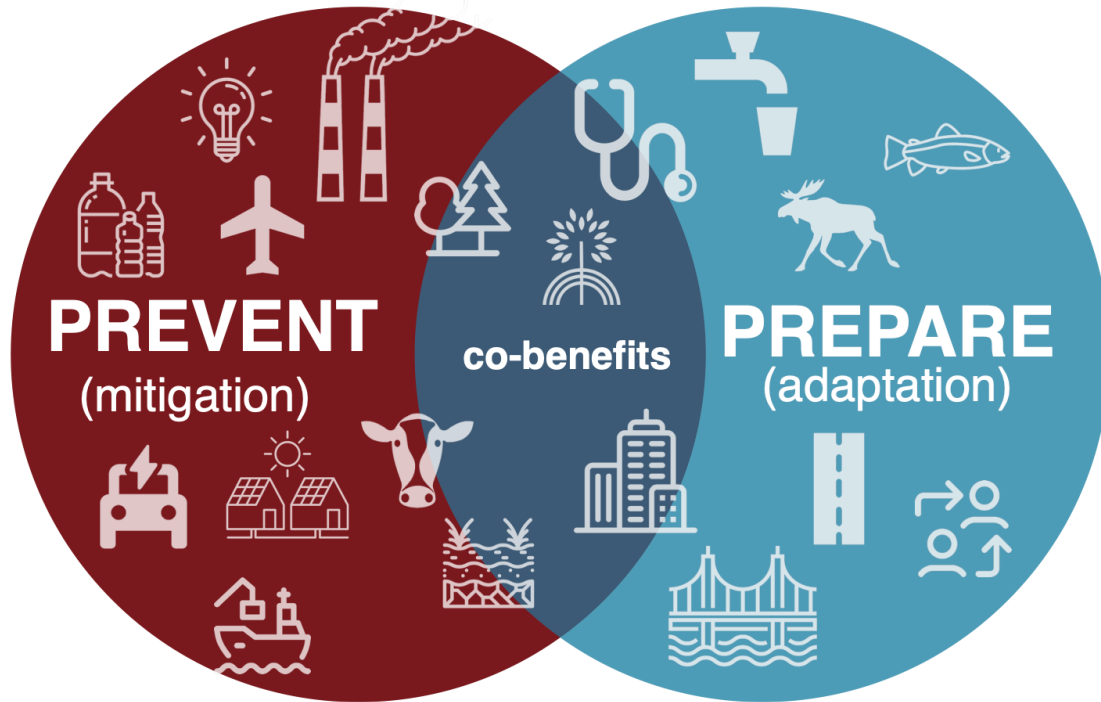 PREVENT
(mitigation)
co-benefits
PREPARE
(adaptation)